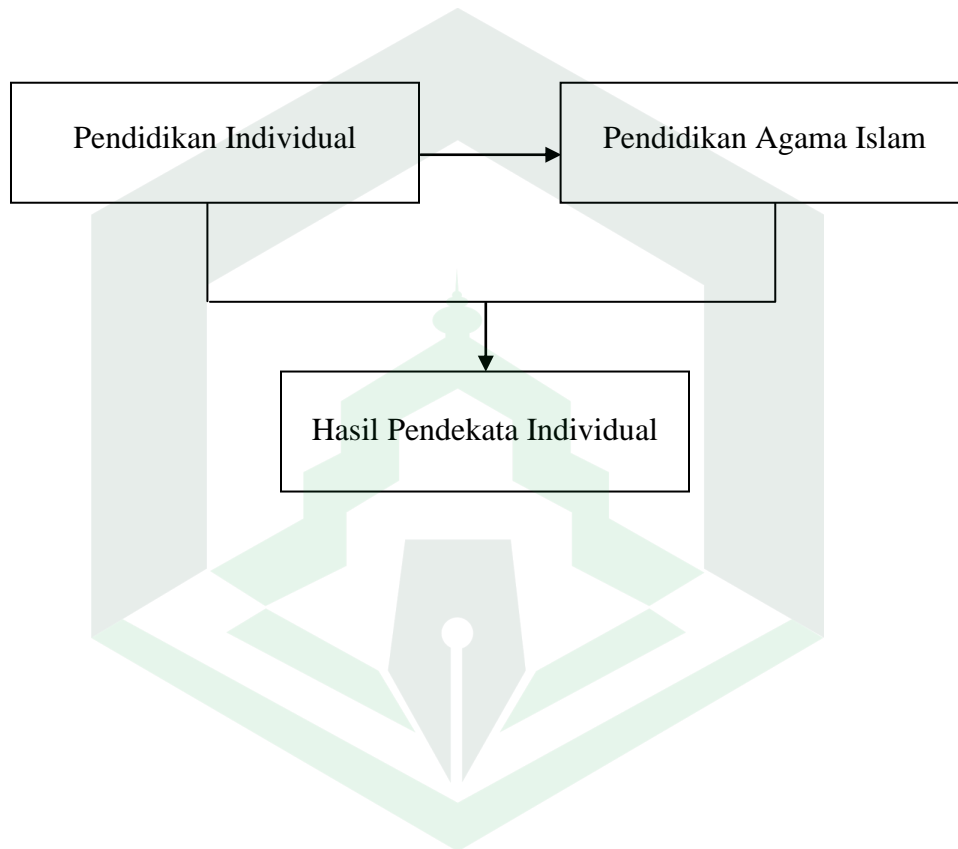 Pendidikan Individual
Pendidikan Agama Islam
Hasil Pendekata Individual